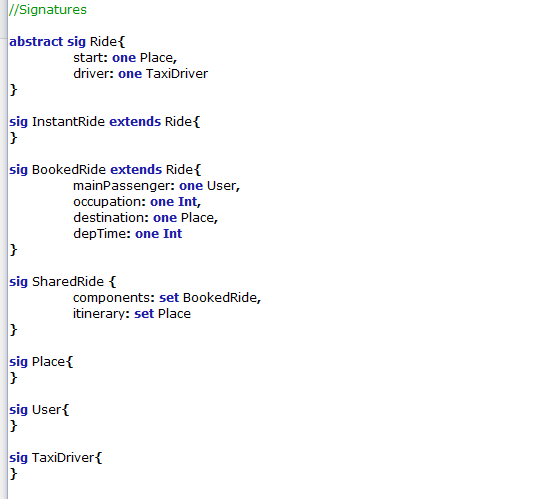 //Signatures
abstract sig Ride{
start: one Place,
driver: one TaxiDriver
}
sig InstantRide extends Ride{
}
sig BookedRide extends Ride{
mainPassenger: one User,
occupation: one Int,
destination: one Place,
depTime: one Int
}
sig SharedRide {
components: set BookedRide,
itinerary: set Place
}
sig Place{
}
sig User{
}
sig TaxiDriver{
}